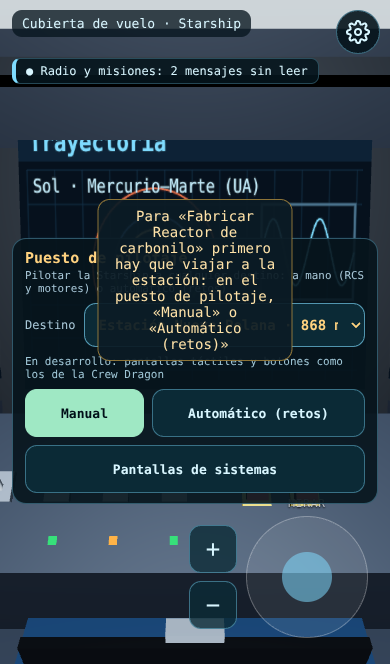 Cubierta de vuelo · Starship
● Radio y misiones: 2 mensajes sin leer
Trayectoria
Sol · Mercurio–Marte (UA)
Para «Fabricar
Reactor de
carbonilo» primero
hay que viajar a la
estación: en el
puesto de pilotaje,
«Manual» o
«Automático
(retos)»
Puesto de
Pilotar la
a mano (RCS
y motores)
Destino
868
En desarrollo: pantallas táctiles y botones como
los de la Crew Dragon
Manual
Automático (retos)
Pantallas de sistemas
+
−